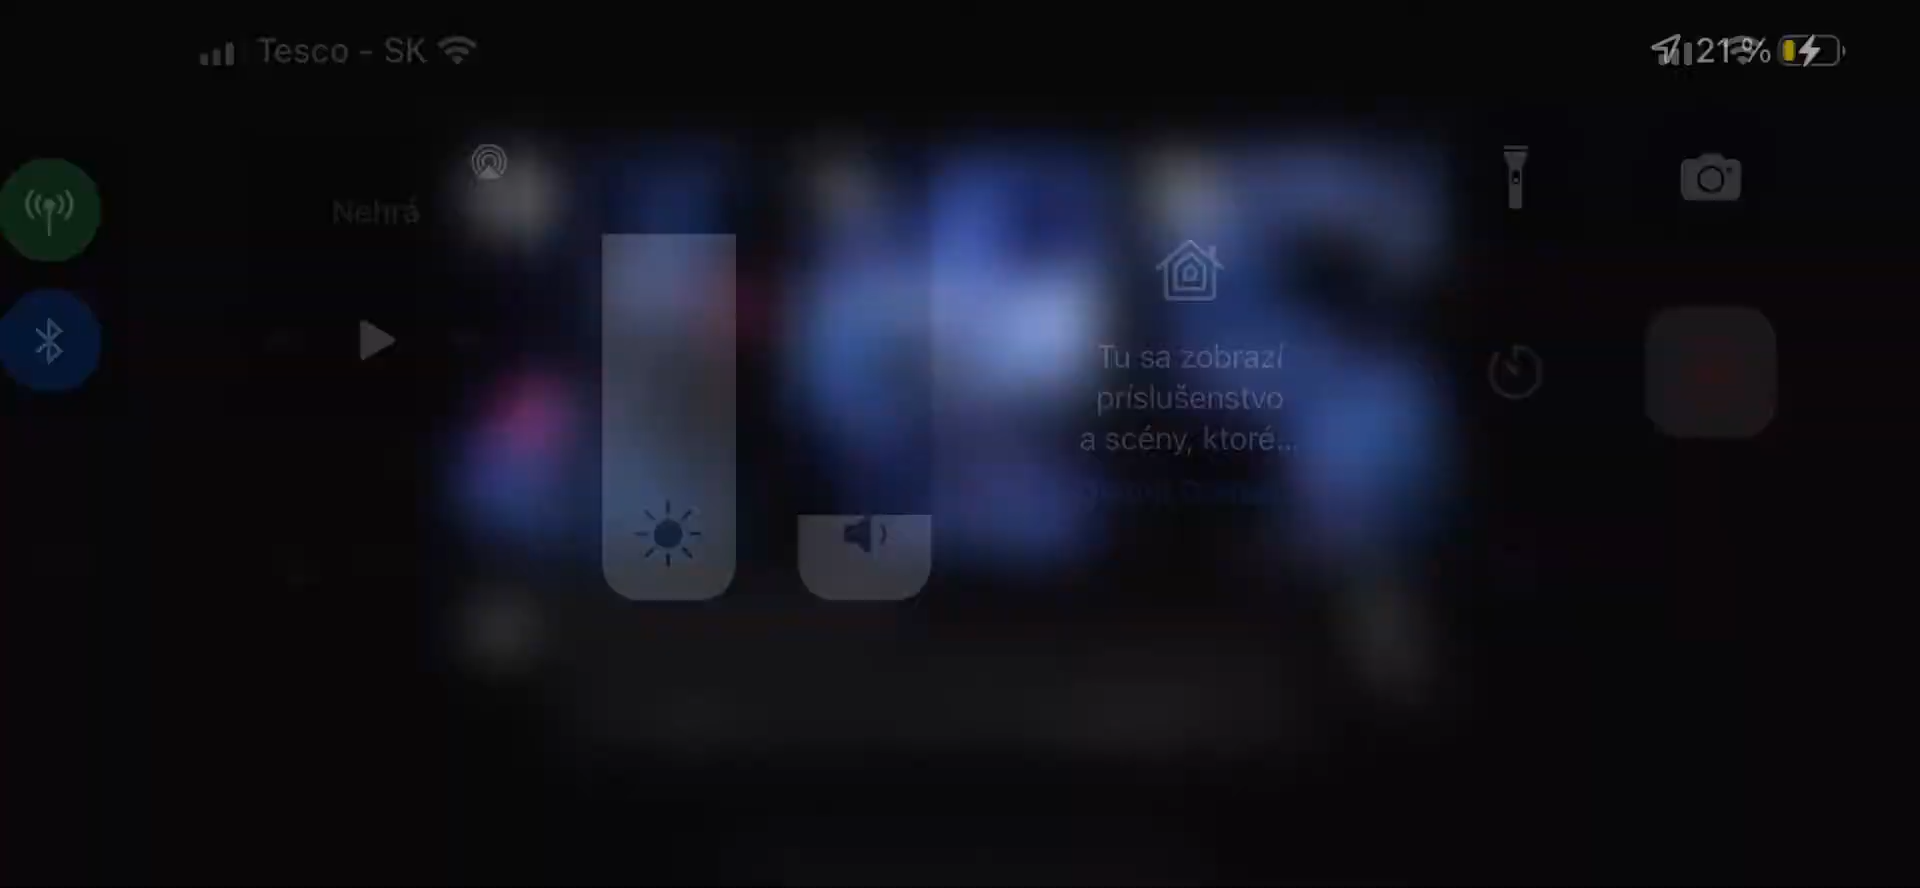 Tesco - SK
21 %
Nehrá
Tu sa zobrazí
príslušenstvo
a scény, ktoré...